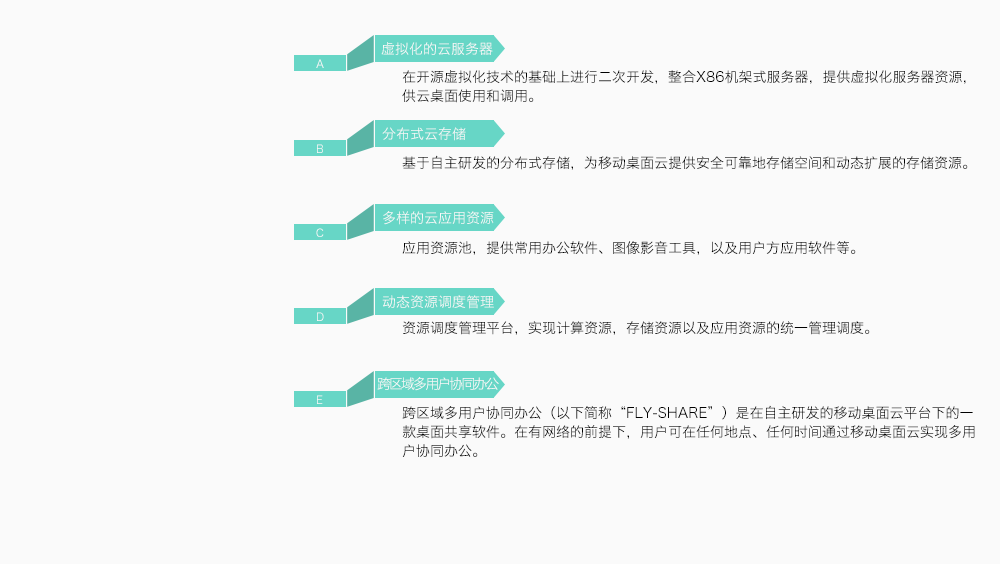 虚拟化的云服务器
A
在开源虚拟化技术的基础上进行二次开发，整合X86机架式服务器，提供虚拟化服务器资源，
供云桌面使用和调用。
分布式云存储
B
基于自主研发的分布式存储，为移动桌面云提供安全可靠地存储空间和动态扩展的存储资源。
多样的云应用资源
C
应用资源池，提供常用办公软件、图像影音工具，以及用户方应用软件等。
动态资源调度管理
D
资源调度管理平台，实现计算资源，存储资源以及应用资源的统一管理调度。
跨区域多用户协同办公
E
跨区域多用户协同办公（以下简称“FLY-SHARE”）是在自主研发的移动桌面云平台下的一
款桌面共享软件。在有网络的前提下，用户可在任何地点、任何时间通过移动桌面云实现多用
户协同办公。